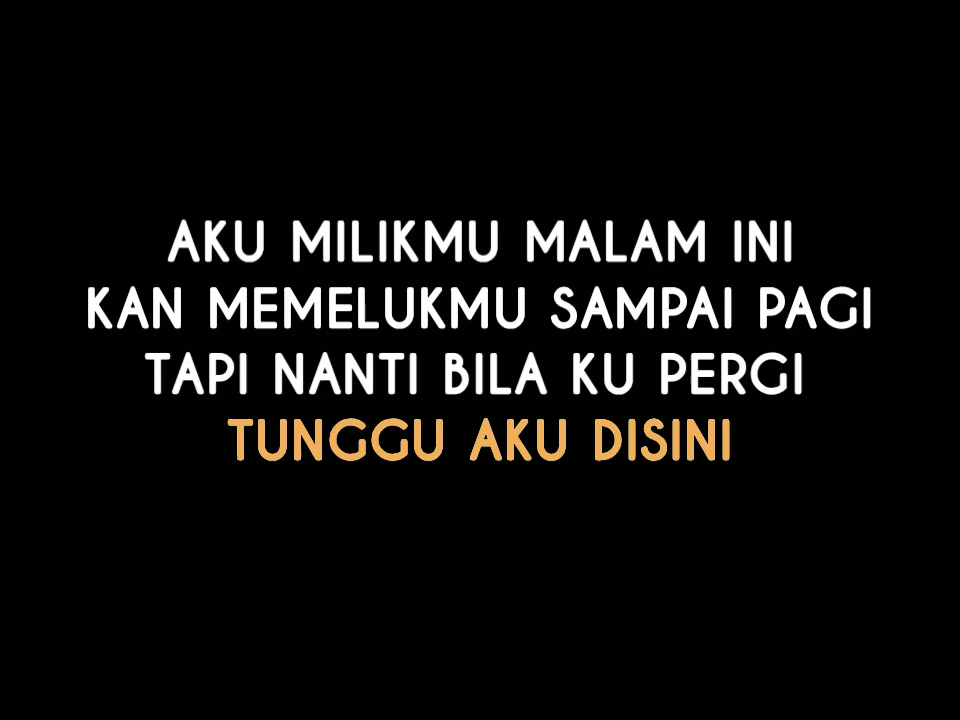 AKU MILIKMU MALAM INI
KAN MEMELUKMU SAMPAI PAGI
TAPI NANTI BILA KU PERGI
TUNGGU AKU DISINI